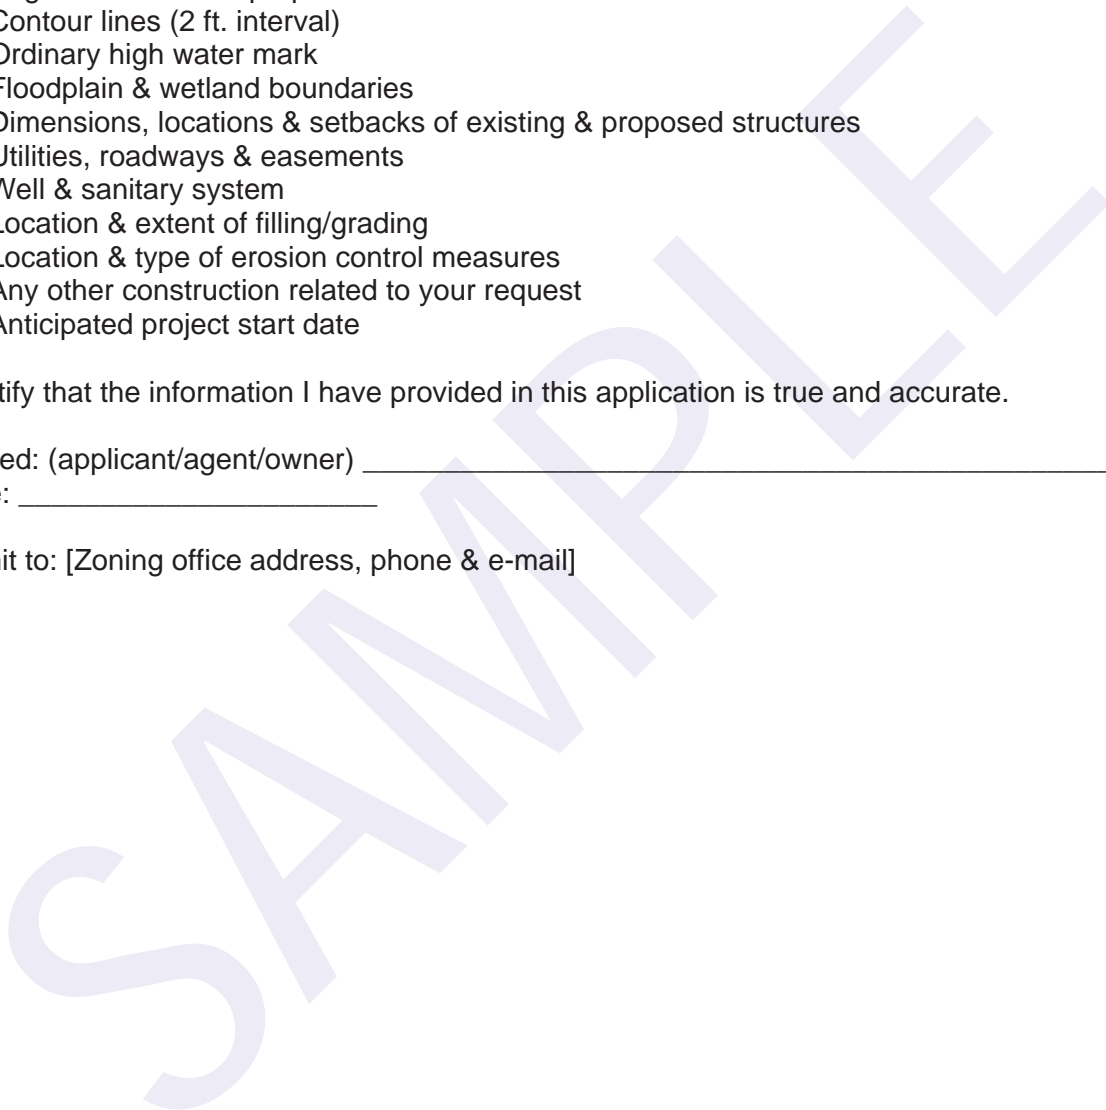 Contour lines (2 ft. interval)
Ordinary high water mark
Floodplain & wetland boundaries
Dimensions, locations & setbacks of existing & proposed structures
Utilities, roadways & easements
Well & sanitary system
Location & extent of filling/grading
Location & type of erosion control measures
Any other construction related to your request
Anticipated project start date
tify that the information I have provided in this application is true and accurate.
ed: (applicant/agent/owner) ______________________________________________
e: ______________________
it to: [Zoning office address, phone & e-mail]
SAMPLE